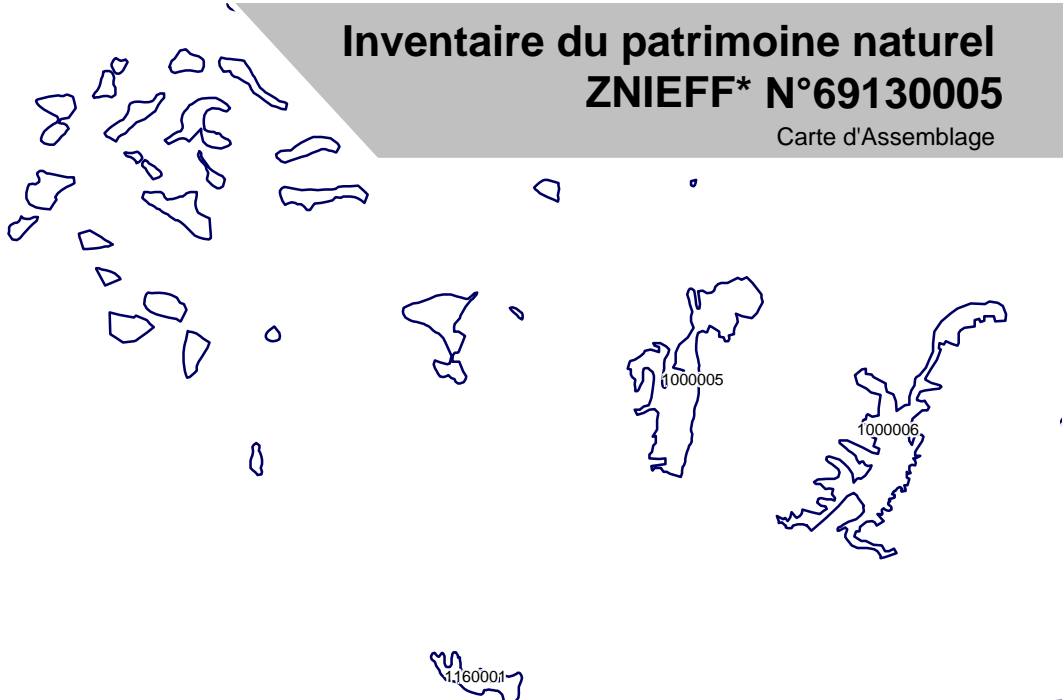 Inventaire du patrimoine naturel
ZNIEFF* N°69130005
Carte d'Assemblage
1000005
1000006
1160001